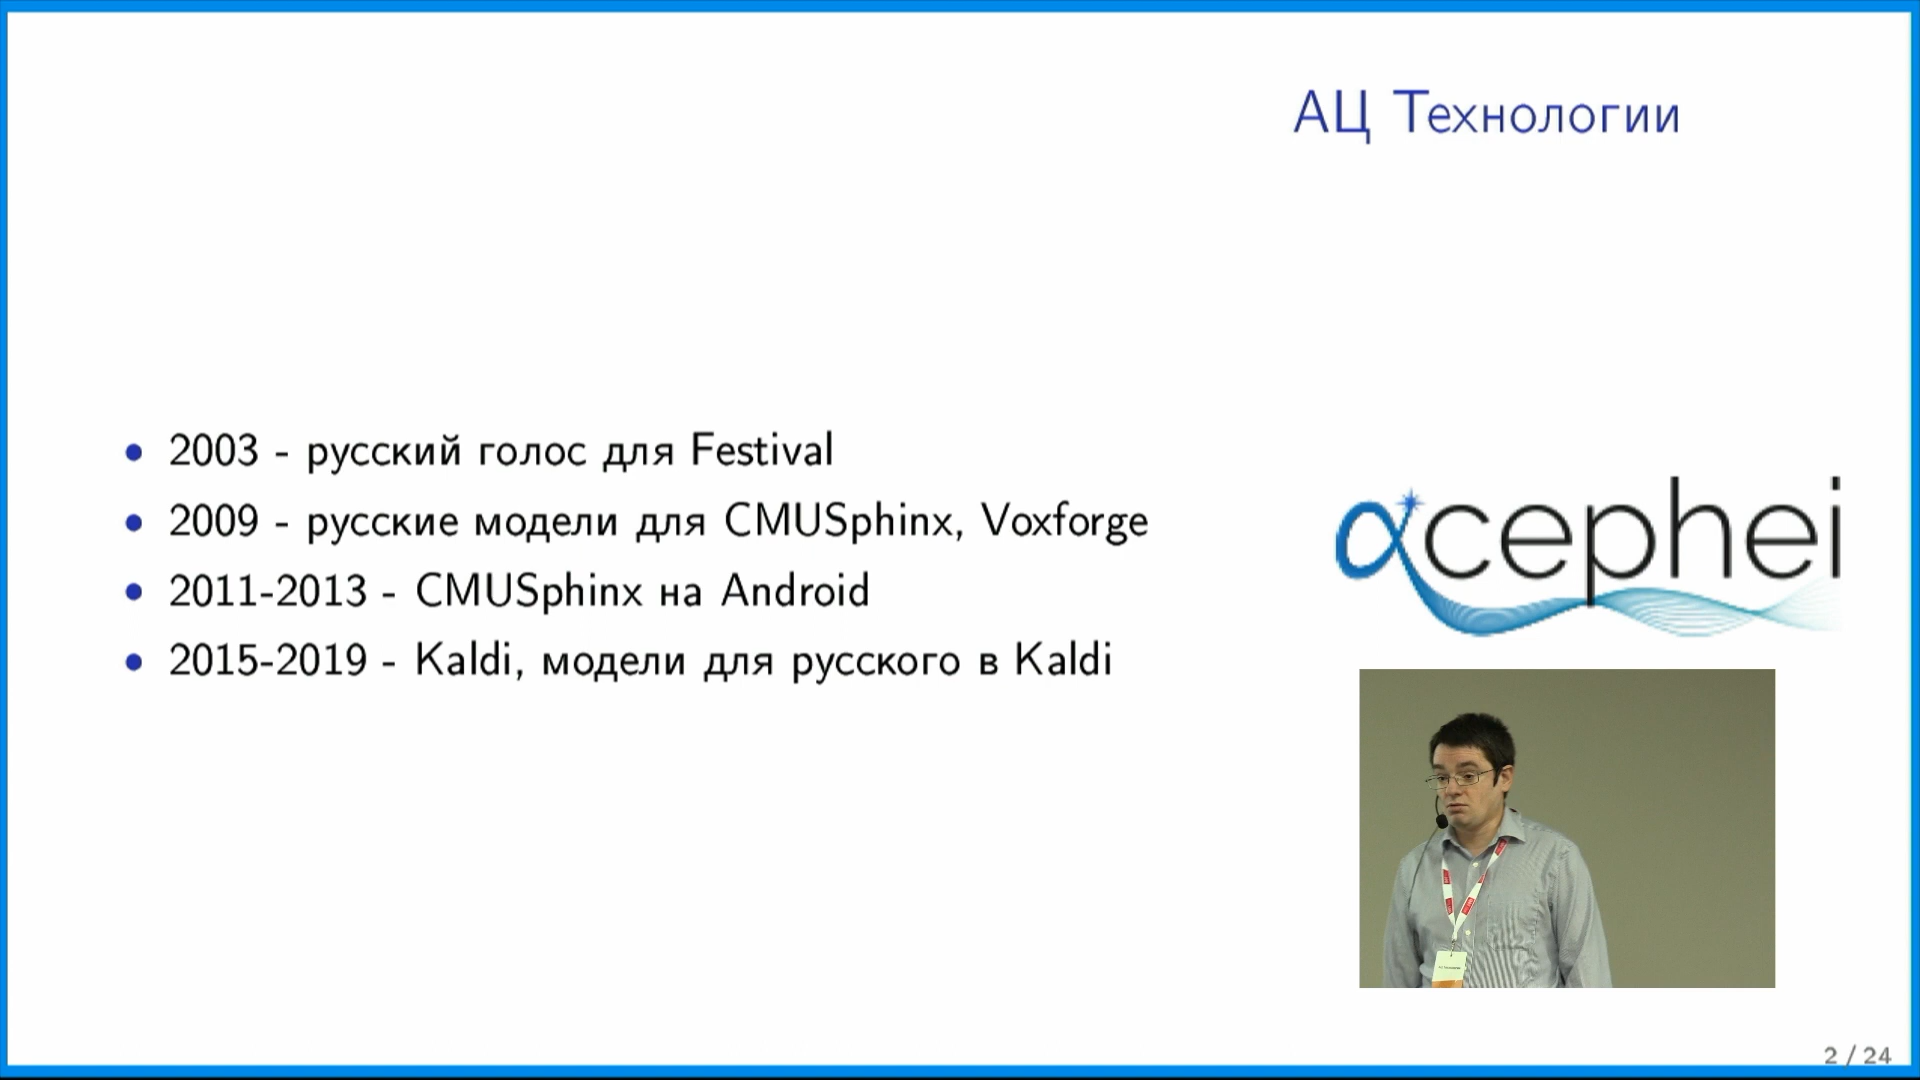 АЦ Технологии
2003 - русский голос для Festival
2009 - русские модели для CMUSphinx, Voxforge
2011-2013 - CMUSphinx на Android
2015-2019 - Kaldi, модели для русского в Kaldi
αcephei
2 / 24